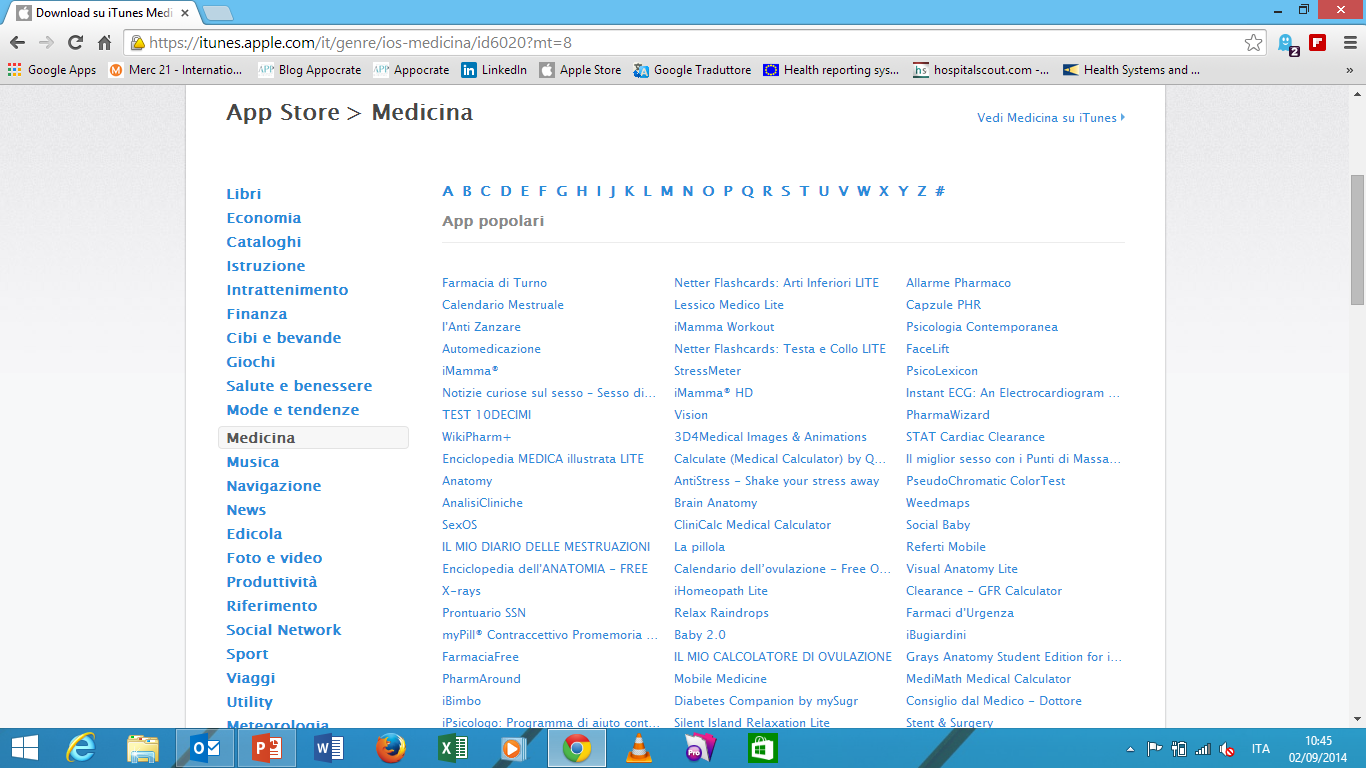 Download su iTunes Medi
https://itunes.apple.com/it/genre/ios-medicina/id6020?mt=8
2
Google Apps
Merc 21 - Internatio...
Blog Appocrate
Appocrate
LinkedIn
Apple Store
Google Traduttore
Health reporting sys...
hospitalscout.com -...
Health Systems and ...
App Store > Medicina
Vedi Medicina su iTunes
Libri
Economia
Cataloghi
Istruzione
Intrattenimento
Finanza
Cibi e bevande
Giochi
Salute e benessere
Mode e tendenze
Medicina
Musica
Navigazione
News
Edicola
Foto e video
Produttività
Riferimento
Social Network
Sport
Viaggi
Utility
Meteorologia
A B C D E F G H I J K L M N O P Q R S T U V W X Y Z #
App popolari
Farmacia di Turno
Calendario Mestruale
l'Anti Zanzare
Automedicazione
iMamma®
Notizie curiose sul sesso – Sesso di...
TEST 10DECIMI
WikiPharm+
Enciclopedia MEDICA illustrata LITE
Anatomy
AnalisiCliniche
SexOS
IL MIO DIARIO DELLE MESTRUAZIONI
Enciclopedia dell'ANATOMIA – FREE
X-rays
Prontuario SSN
myPill® Contraccettivo Promemoria ...
FarmaciaFree
PharmAround
iBimbo
iPsicologo: Programma di aiuto cont...
Netter Flashcards: Arti Inferiori LITE
Lessico Medico Lite
iMamma Workout
Netter Flashcards: Testa e Collo LITE
StressMeter
iMamma® HD
Vision
3D4Medical Images & Animations
Calculate (Medical Calculator) by Q...
AntiStress – Shake your stress away
Brain Anatomy
CliniCalc Medical Calculator
La pillola
Calendario dell’ovulazione – Free O...
iHomeopath Lite
Relax Raindrops
Baby 2.0
IL MIO CALCOLATORE DI OVULAZIONE
Mobile Medicine
Diabetes Companion by mySugr
Silent Island Relaxation Lite
Allarme Pharmaco
Capzule PHR
Psicologia Contemporanea
FaceLift
PsicoLexicon
Instant ECG: An Electrocardiogram ...
PharmaWizard
STAT Cardiac Clearance
Il miglior sesso con i Punti di Massa...
PseudoChromatic ColorTest
Weedmaps
Social Baby
Referti Mobile
Visual Anatomy Lite
Clearance – GFR Calculator
Farmaci d'Urgenza
iBugiardini
Grays Anatomy Student Edition for i...
MediMath Medical Calculator
Consiglio dal Medico – Dottore
Stent & Surgery
ITA
10:45
02/09/2014